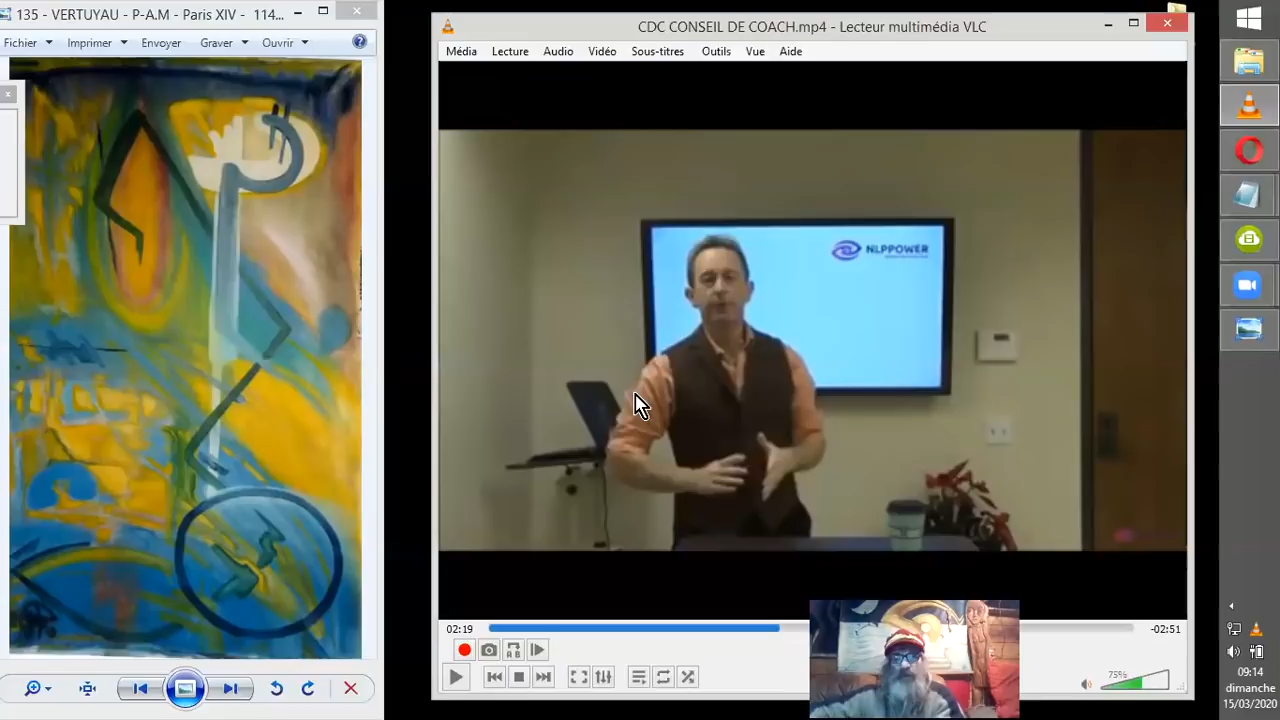 135 - VERTUYAU - P-A.M - Paris XIV - 114...
Fichier Imprimer Envoyer Graver Ouvrir
CDC CONSEIL DE COACH.mp4 - Lecteur multimédia VLC
Média Lecture Audio Vidéo Sous-titres Outils Vue Aide
NLPPOWER
02:19 -02:51
75%
09:14
dimanche
15/03/2020